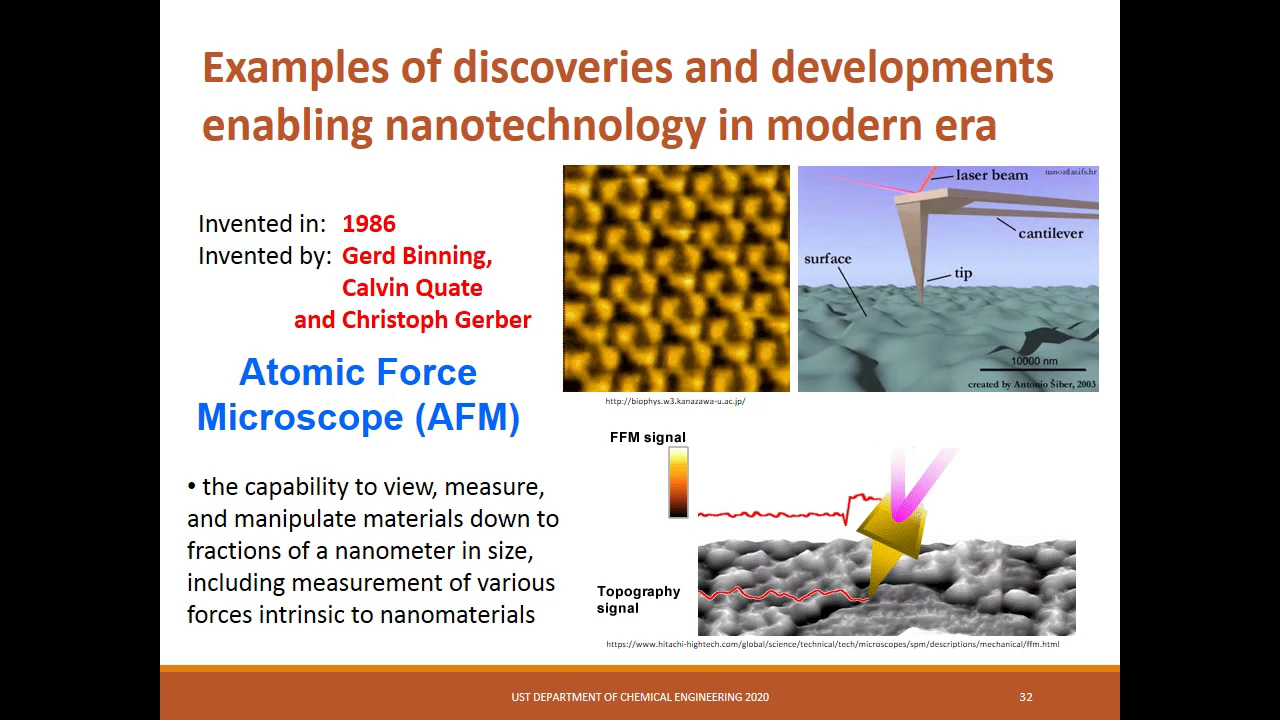 Examples of discoveries and developments
enabling nanotechnology in modern era
Invented in: 1986
Invented by: Gerd Binning,
Calvin Quate
and Christoph Gerber
Atomic Force
Microscope (AFM)
• the capability to view, measure,
and manipulate materials down to
fractions of a nanometer in size,
including measurement of various
forces intrinsic to nanomaterials
http://biophys.w3.kanazawa-u.ac.jp/
laser beam
nanoatlas.ifs.hr
cantilever
surface
tip
10000 nm
created by Antonio Šiber, 2003
FFM signal
Topography
signal
https://www.hitachi-hightech.com/global/science/technical/tech/microscopes/spm/descriptions/mechanical/ffm.html
UST DEPARTMENT OF CHEMICAL ENGINEERING 2020
32